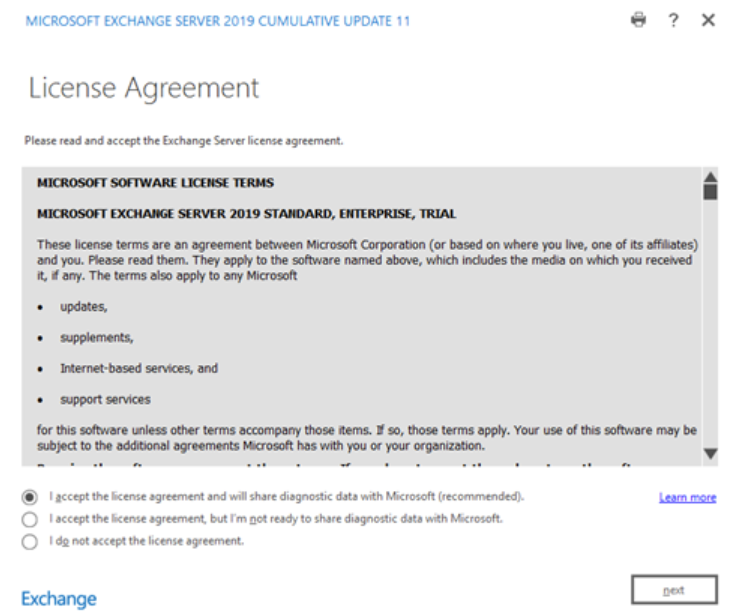 MICROSOFT EXCHANGE SERVER 2019 CUMULATIVE UPDATE 11
?
License Agreement
Please read and accept the Exchange Server license agreement.
MICROSOFT SOFTWARE LICENSE TERMS
MICROSOFT EXCHANGE SERVER 2019 STANDARD, ENTERPRISE, TRIAL
These license terms are an agreement between Microsoft Corporation (or based on where you live, one of its affiliates)
and you. Please read them. They apply to the software named above, which includes the media on which you received
it, if any. The terms also apply to any Microsoft
• updates,
• supplements,
• Internet-based services, and
• support services
for this software unless other terms accompany those items. If so, those terms apply. Your use of this software may be
subject to the additional agreements Microsoft has with you or your organization.
I accept the license agreement and will share diagnostic data with Microsoft (recommended).
Learn more
I accept the license agreement, but I'm not ready to share diagnostic data with Microsoft.
I do not accept the license agreement.
Exchange
next